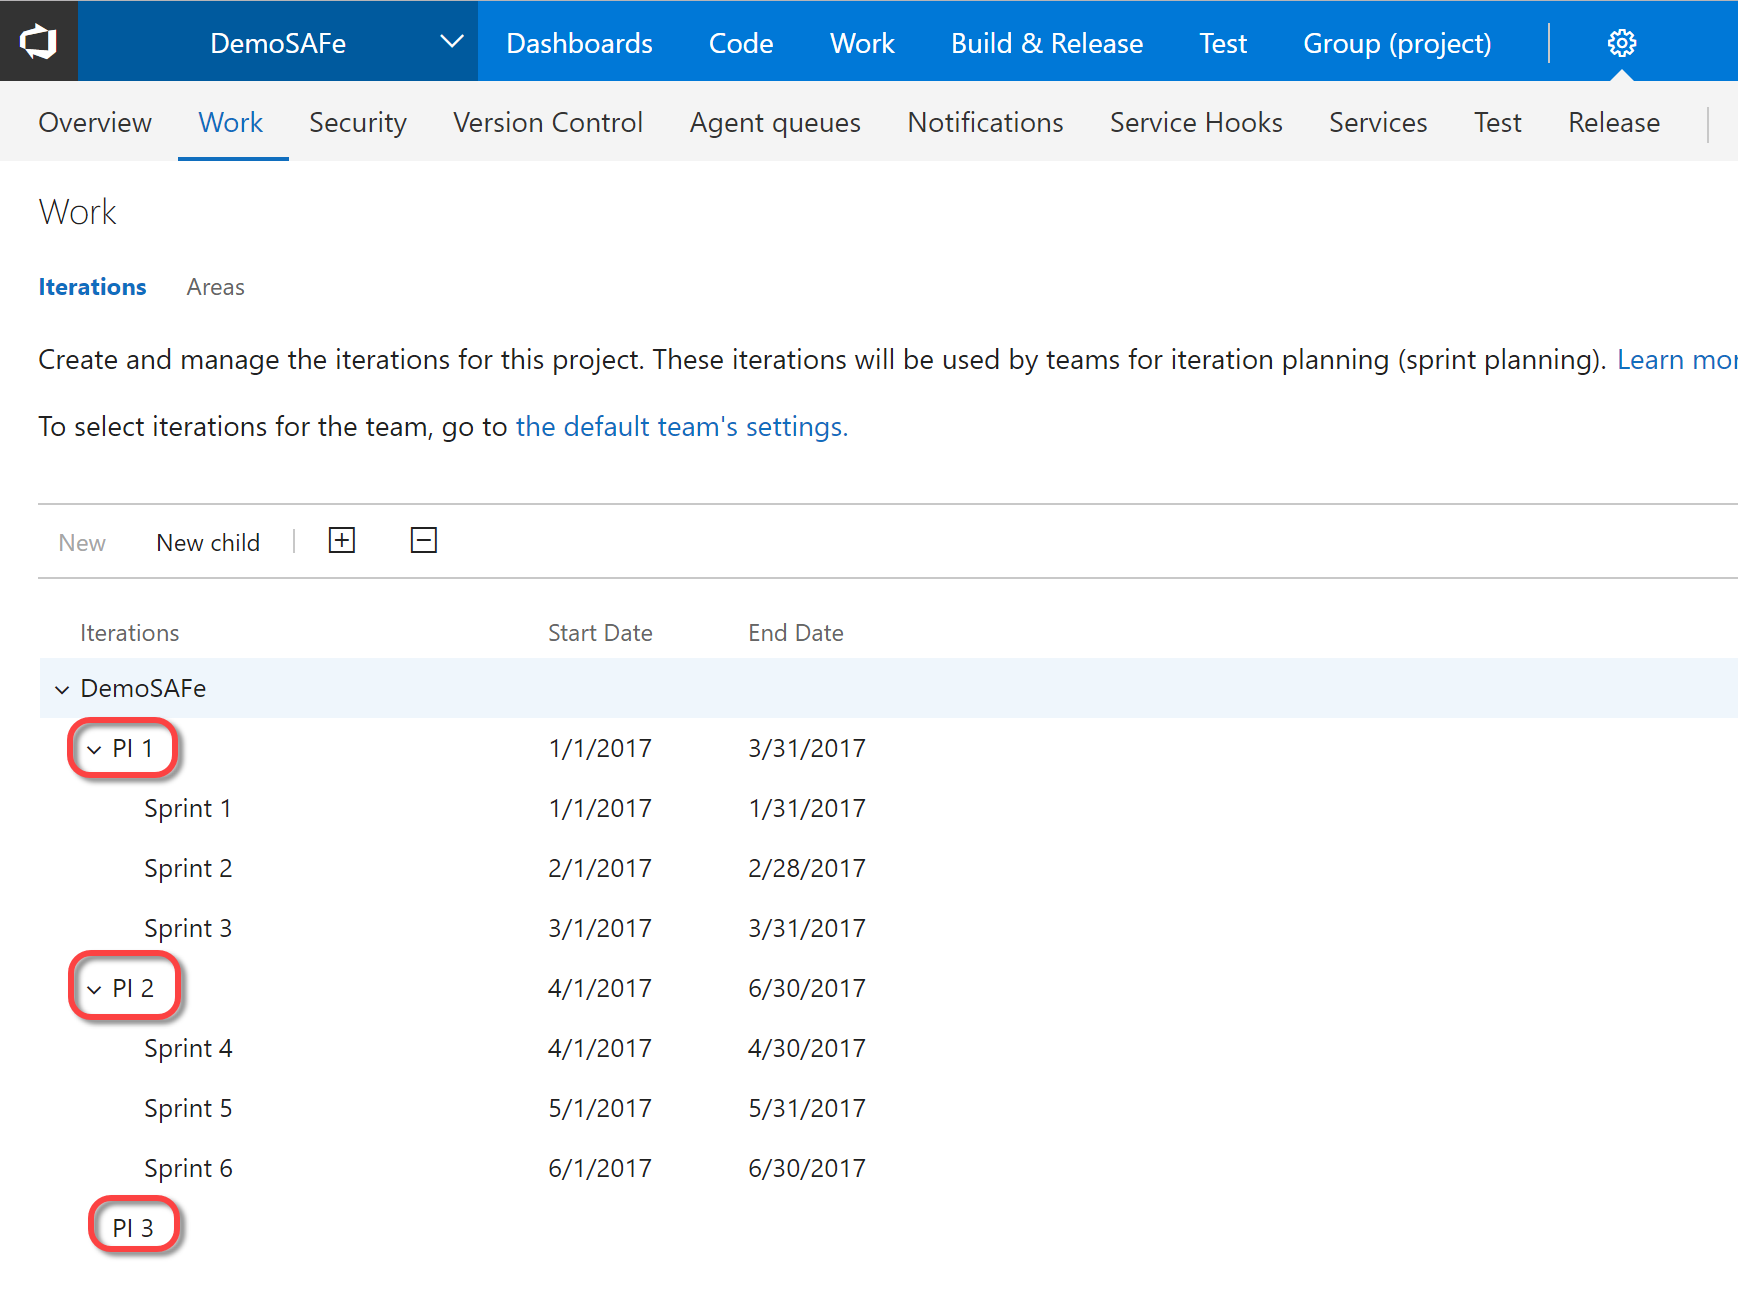 DemoSAFe Dashboards Code Work Build & Release Test Group (project)
Overview Work Security Version Control Agent queues Notifications Service Hooks Services Test Release
Work
Iterations Areas
Create and manage the iterations for this project. These iterations will be used by teams for iteration planning (sprint planning). Learn mor
To select iterations for the team, go to the default team's settings.
New New child
Iterations Start Date End Date
DemoSAFe
PI 1 1/1/2017 3/31/2017
Sprint 1 1/1/2017 1/31/2017
Sprint 2 2/1/2017 2/28/2017
Sprint 3 3/1/2017 3/31/2017
PI 2 4/1/2017 6/30/2017
Sprint 4 4/1/2017 4/30/2017
Sprint 5 5/1/2017 5/31/2017
Sprint 6 6/1/2017 6/30/2017
PI 3